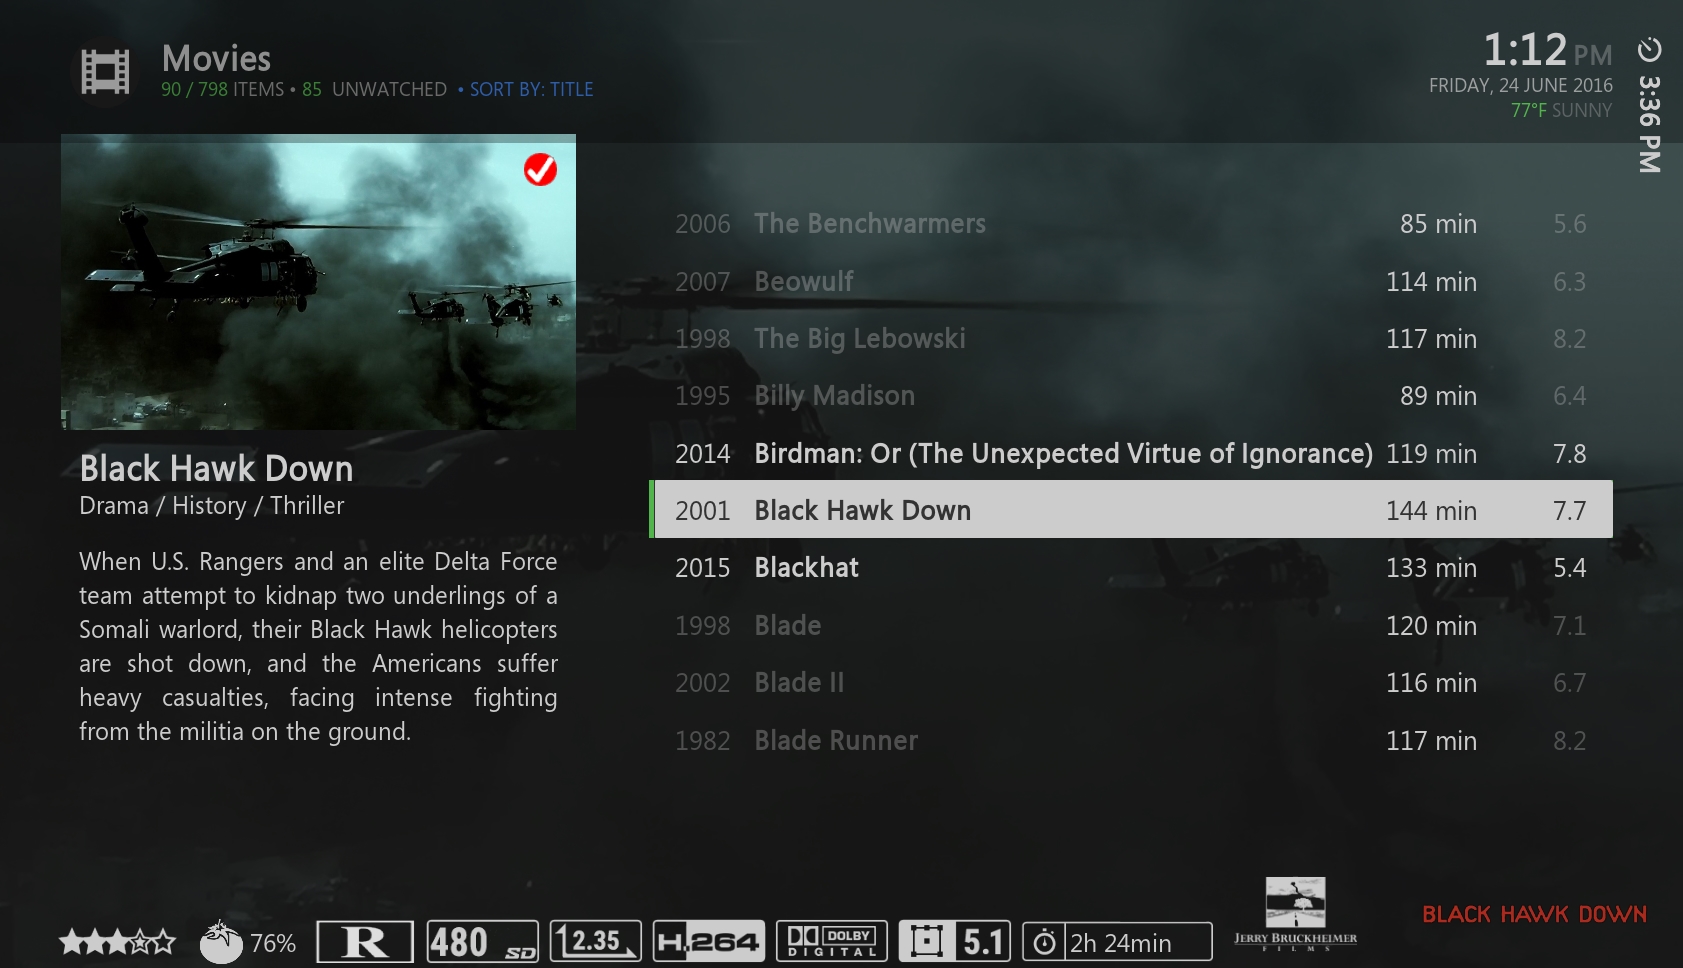 Movies
90 / 798 ITEMS • 85 UNWATCHED • SORT BY: TITLE
1:12 PM
FRIDAY, 24 JUNE 2016
77°F SUNNY
3:36 PM
2006 The Benchwarmers 85 min 5.6
2007 Beowulf 114 min 6.3
1998 The Big Lebowski 117 min 8.2
1995 Billy Madison 89 min 6.4
2014 Birdman: Or (The Unexpected Virtue of Ignorance) 119 min 7.8
2001 Black Hawk Down 144 min 7.7
2015 Blackhat 133 min 5.4
1998 Blade 120 min 7.1
2002 Blade II 116 min 6.7
1982 Blade Runner 117 min 8.2
Black Hawk Down
Drama / History / Thriller
When U.S. Rangers and an elite Delta Force
team attempt to kidnap two underlings of a
Somali warlord, their Black Hawk helicopters
are shot down, and the Americans suffer
heavy casualties, facing intense fighting
from the militia on the ground.
76% R 480 SD 2.35 H.264 DOLBY DIGITAL 5.1 2h 24min
JERRY BRUCKHEIMER
FILMS
BLACK HAWK DOWN